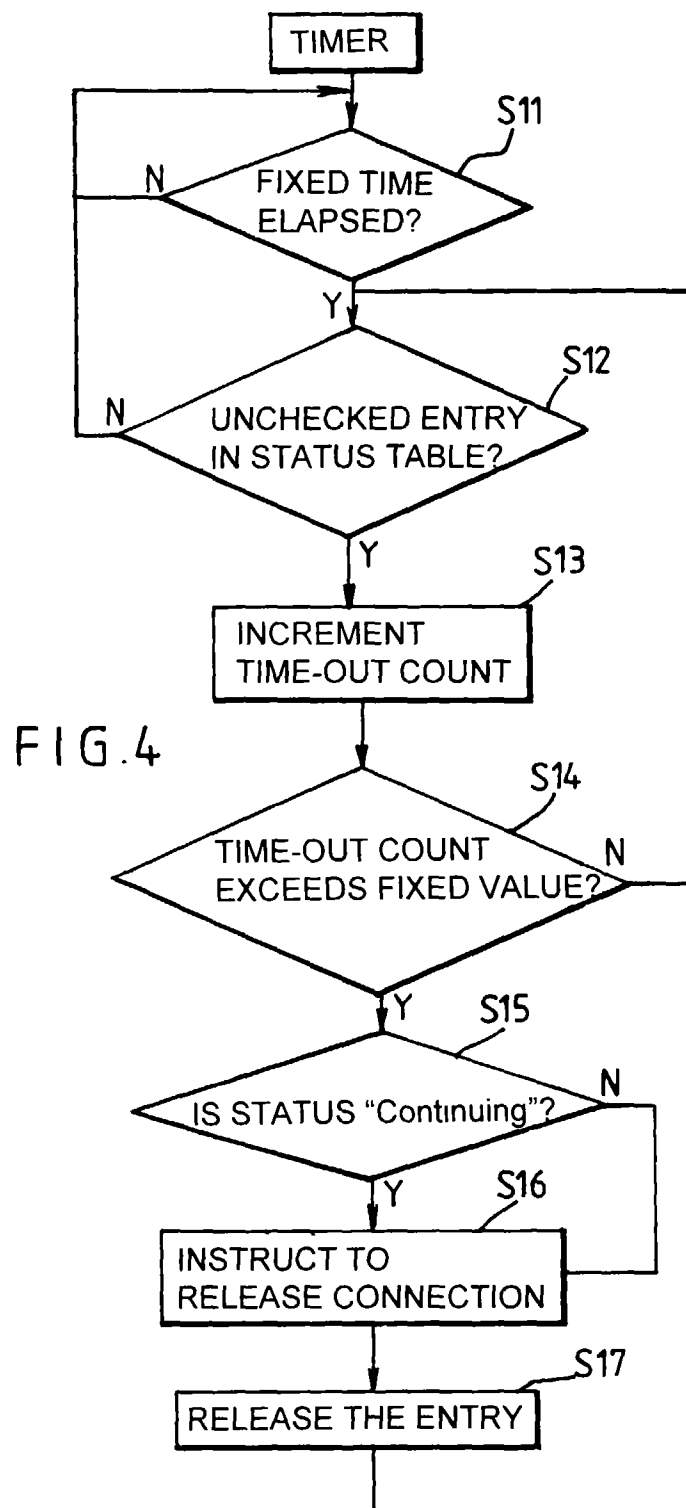 TIMER
S11
N
FIXED TIME
ELAPSED?
Y
S12
N
UNCHECKED ENTRY
IN STATUS TABLE?
Y
S13
INCREMENT
TIME-OUT COUNT
FIG.4
S14
TIME-OUT COUNT
EXCEEDS FIXED VALUE?
N
Y
S15
N
IS STATUS "Continuing"?
Y
S16
INSTRUCT TO
RELEASE CONNECTION
S17
RELEASE THE ENTRY